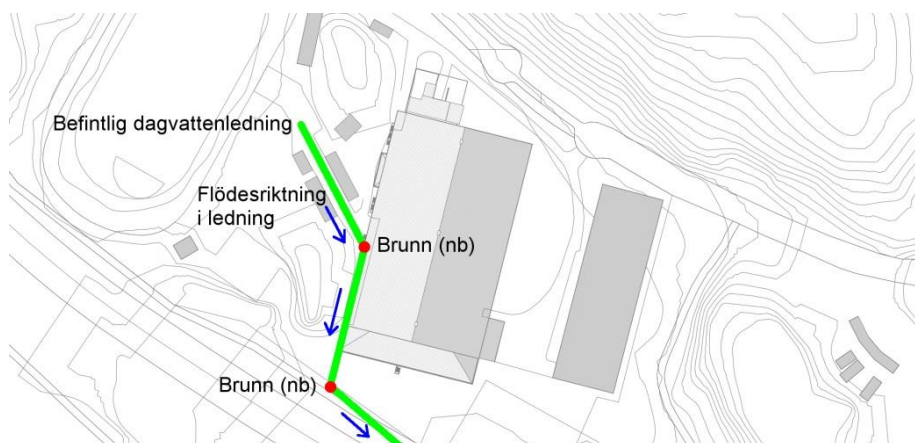 Befintlig dagvattenledning
Flödesriktning
i ledning
Brunn (nb)
Brunn (nb)